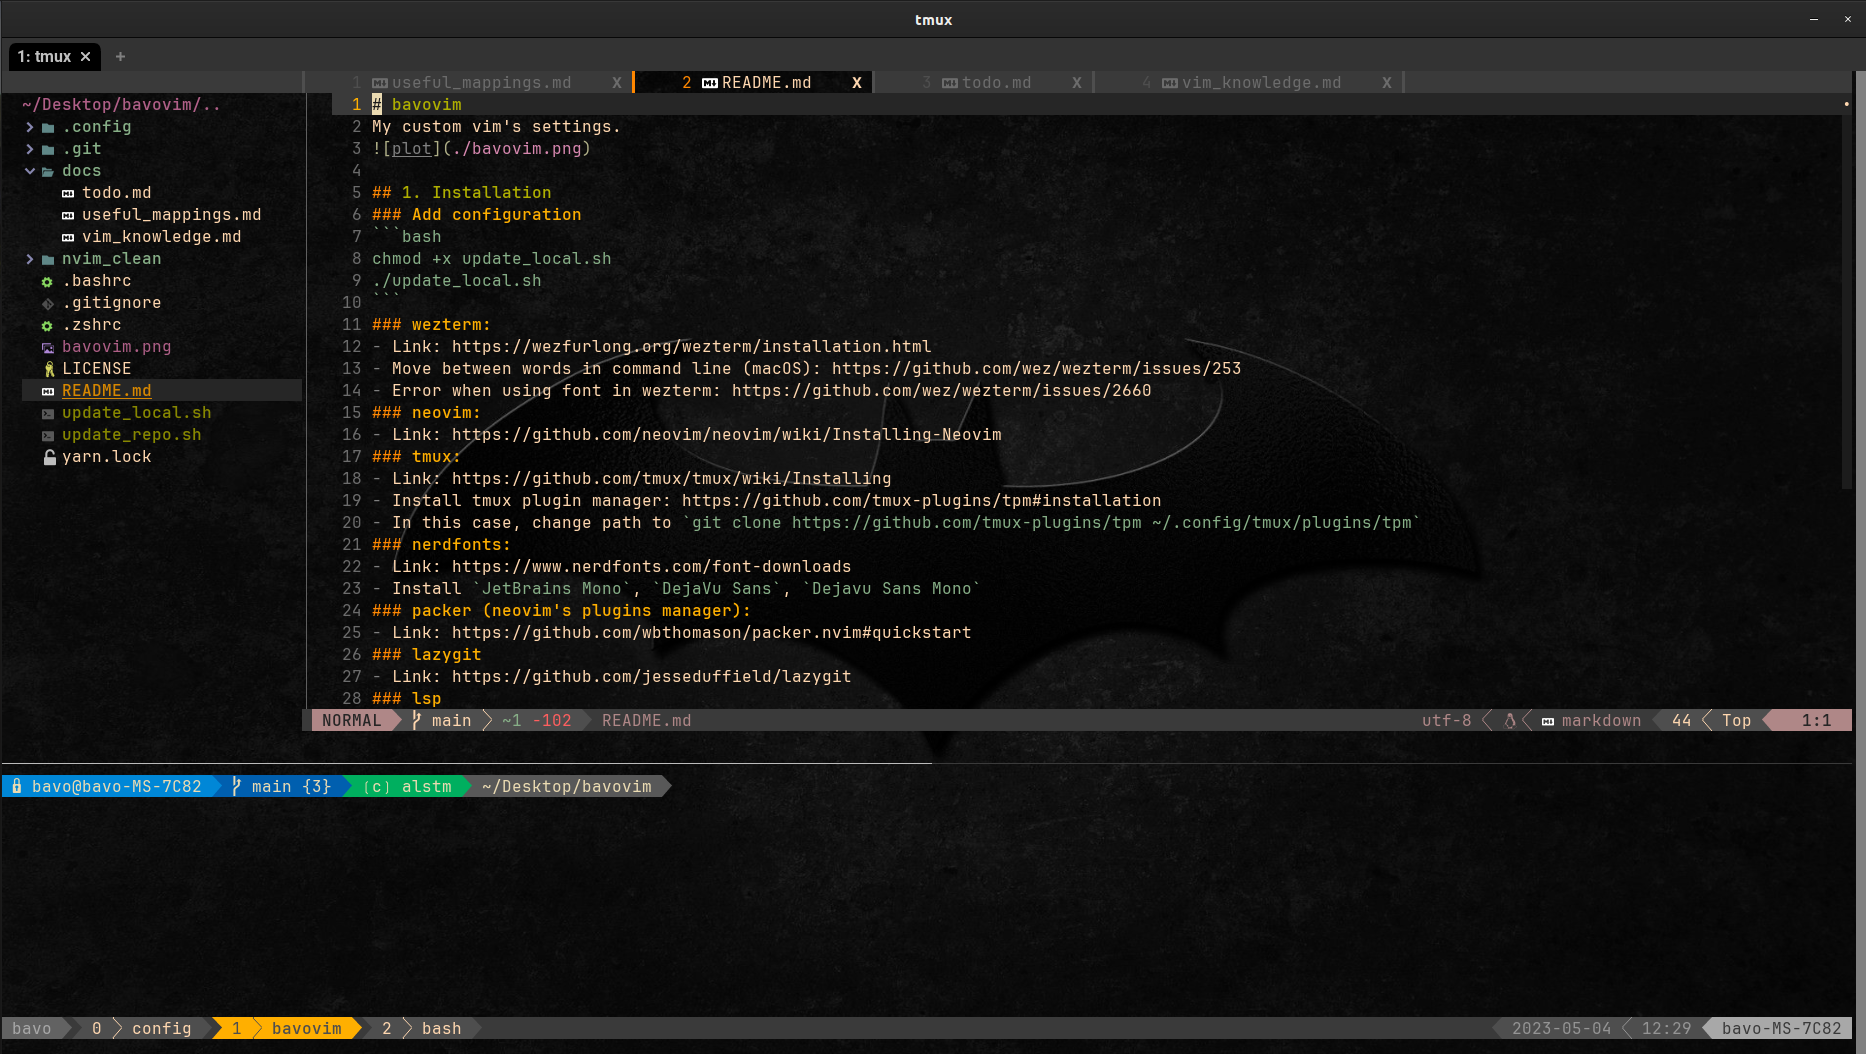 tmux
1: tmux × +
1 useful_mappings.md X 2 README.md X 3 todo.md X 4 vim_knowledge.md X
~/Desktop/bavovim/..
.config
.git
docs
todo.md
useful_mappings.md
vim_knowledge.md
nvim_clean
.bashrc
.gitignore
.zshrc
bavovim.png
LICENSE
README.md
update_local.sh
update_repo.sh
yarn.lock
1 # bavovim
2 My custom vim's settings.
3 ![plot](./bavovim.png)
4
5 ## 1. Installation
6 ### Add configuration
7 ```bash
8 chmod +x update_local.sh
9 ./update_local.sh
10 ```
11 ### wezterm:
12 - Link: https://wezfurlong.org/wezterm/installation.html
13 - Move between words in command line (macOS): https://github.com/wez/wezterm/issues/253
14 - Error when using font in wezterm: https://github.com/wez/wezterm/issues/2660
15 ### neovim:
16 - Link: https://github.com/neovim/neovim/wiki/Installing-Neovim
17 ### tmux:
18 - Link: https://github.com/tmux/tmux/wiki/Installing
19 - Install tmux plugin manager: https://github.com/tmux-plugins/tpm#installation
20 - In this case, change path to `git clone https://github.com/tmux-plugins/tpm ~/.config/tmux/plugins/tpm`
21 ### nerdfonts:
22 - Link: https://www.nerdfonts.com/font-downloads
23 - Install `JetBrains Mono`, `DejaVu Sans`, `Dejavu Sans Mono`
24 ### packer (neovim's plugins manager):
25 - Link: https://github.com/wbthomason/packer.nvim#quickstart
26 ### lazygit
27 - Link: https://github.com/jesseduffield/lazygit
28 ### lsp
NORMAL main ~1 -102 README.md utf-8 markdown 44 Top 1:1
bavo@bavo-MS-7C82 main {3} (c) alstm ~/Desktop/bavovim
bavo 0 config 1 bavovim 2 bash 2023-05-04 12:29 bavo-MS-7C82